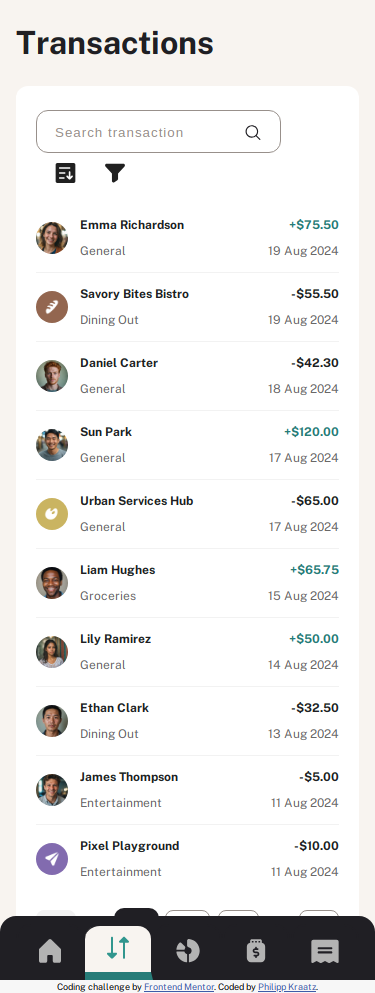 Transactions
Search transaction
Emma Richardson +$75.50
General 19 Aug 2024
Savory Bites Bistro -$55.50
Dining Out 19 Aug 2024
Daniel Carter -$42.30
General 18 Aug 2024
Sun Park +$120.00
General 17 Aug 2024
Urban Services Hub -$65.00
General 17 Aug 2024
Liam Hughes +$65.75
Groceries 15 Aug 2024
Lily Ramirez +$50.00
General 14 Aug 2024
Ethan Clark -$32.50
Dining Out 13 Aug 2024
James Thompson -$5.00
Entertainment 11 Aug 2024
Pixel Playground -$10.00
Entertainment 11 Aug 2024
Coding challenge by Frontend Mentor. Coded by Philipp Kraatz.